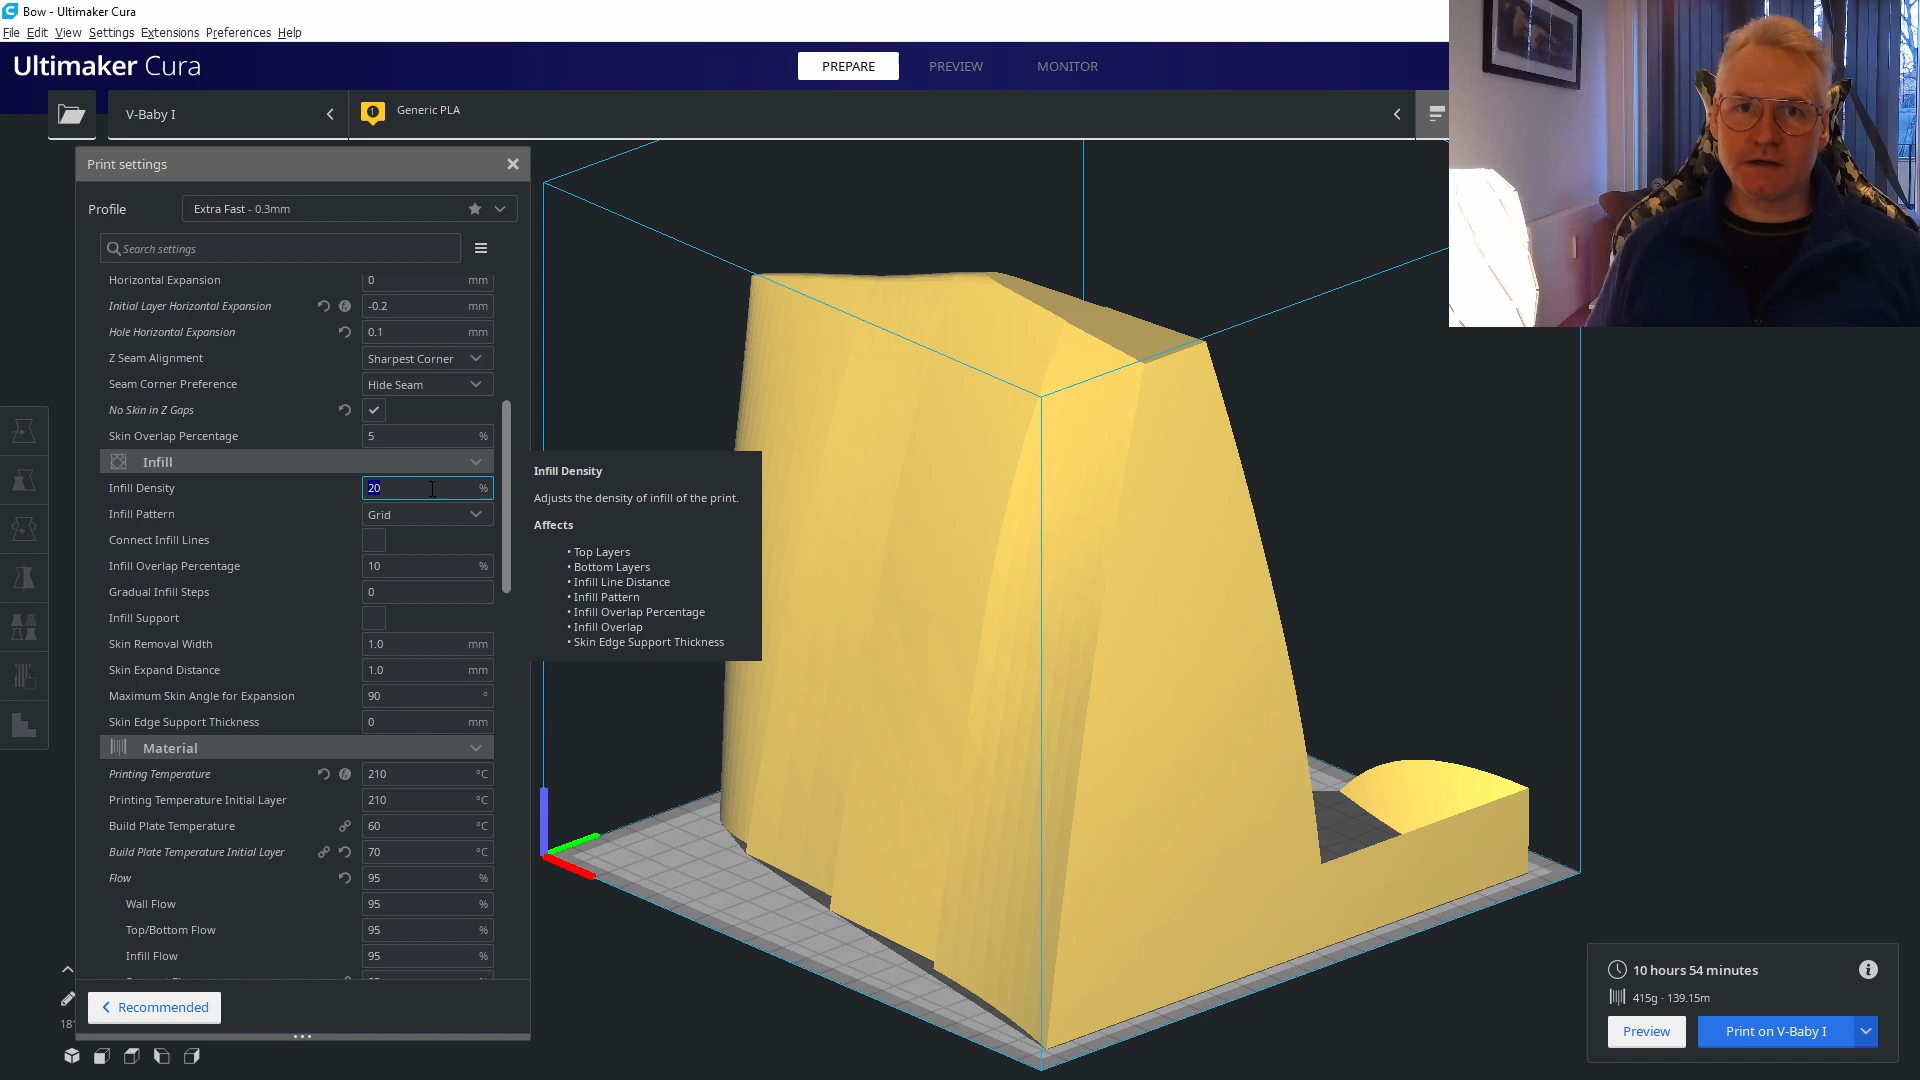 Bow - Ultimaker Cura
File Edit View Settings Extensions Preferences Help
Ultimaker Cura
PREPARE
PREVIEW
MONITOR
V-Baby I
1
Generic PLA
Print settings
Profile
Extra Fast - 0.3mm
Search settings
Horizontal Expansion 0 mm
Initial Layer Horizontal Expansion -0.2 mm
Hole Horizontal Expansion 0.1 mm
Z Seam Alignment Sharpest Corner
Seam Corner Preference Hide Seam
No Skin in Z Gaps
Skin Overlap Percentage 5 %
Infill
Infill Density 20 %
Infill Pattern Grid
Connect Infill Lines
Infill Overlap Percentage 10 %
Gradual Infill Steps 0
Infill Support
Skin Removal Width 1.0 mm
Skin Expand Distance 1.0 mm
Maximum Skin Angle for Expansion 90 °
Skin Edge Support Thickness 0 mm
Material
Printing Temperature 210 °C
Printing Temperature Initial Layer 210 °C
Build Plate Temperature 60 °C
Build Plate Temperature Initial Layer 70 °C
Flow 95 %
Wall Flow 95 %
Top/Bottom Flow 95 %
Infill Flow 95 %
Recommended
Infill Density
Adjusts the density of infill of the print.
Affects
• Top Layers
• Bottom Layers
• Infill Line Distance
• Infill Pattern
• Infill Overlap Percentage
• Infill Overlap
• Skin Edge Support Thickness
10 hours 54 minutes
415g · 139.15m
Preview
Print on V-Baby I